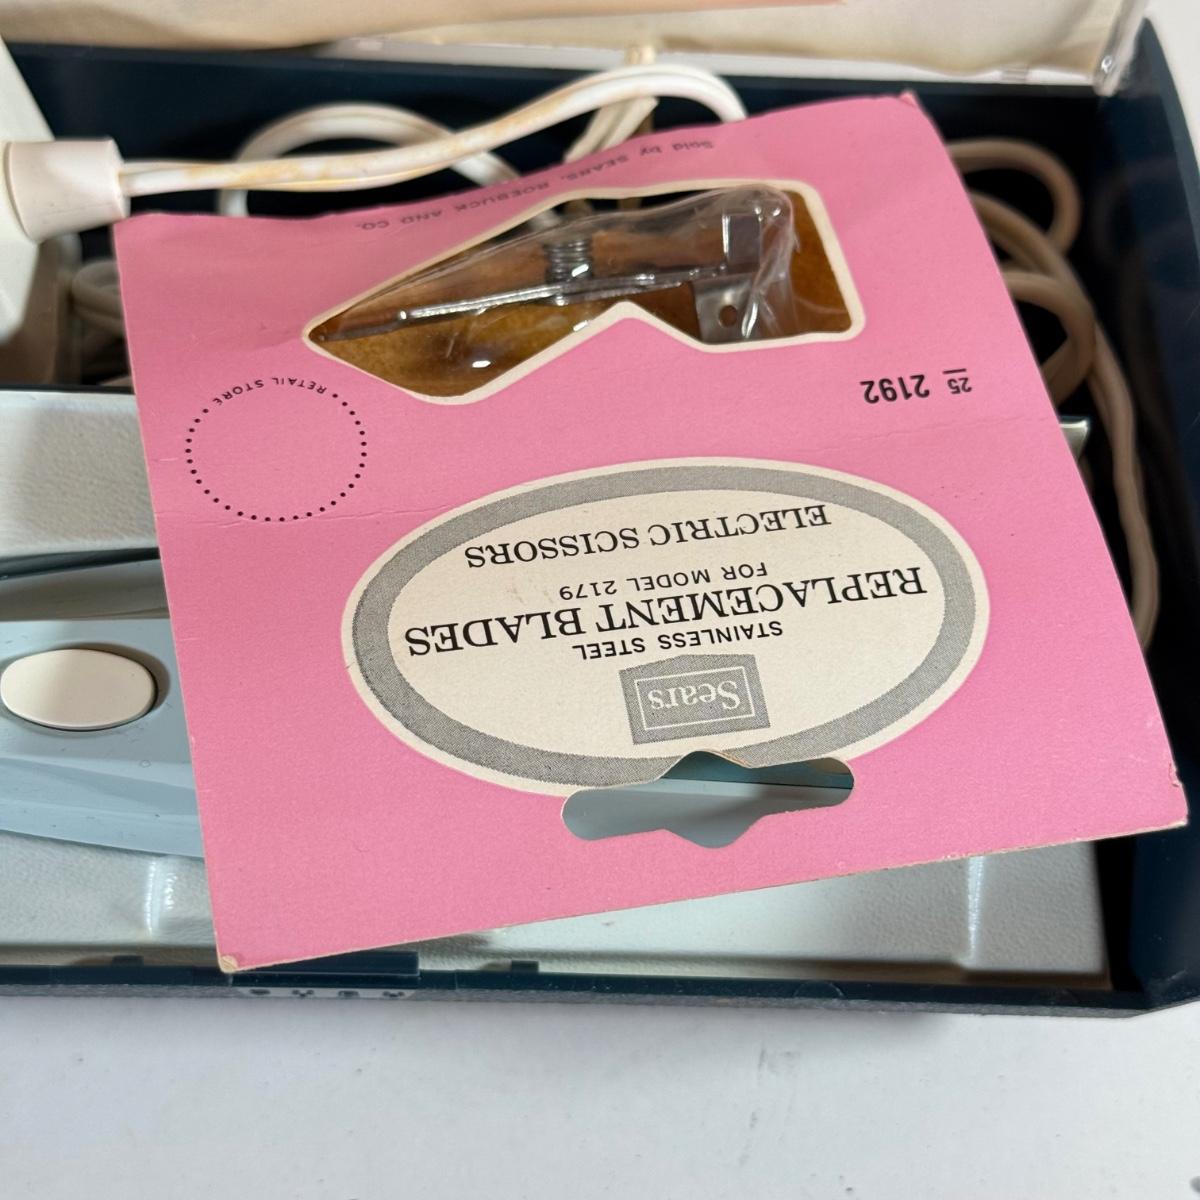 Sears
STAINLESS STEEL
REPLACEMENT BLADES
FOR MODEL 2179
ELECTRIC SCISSORS
25 2192
RETAIL STORE
Sold by SEARS, ROEBUCK AND CO.